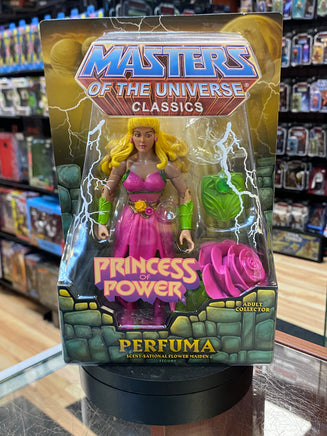 MASTERS
OF THE UNIVERSE
CLASSICS
PRINCESS
OF
POWER
ADULT
COLLECTOR
PERFUMA
SCENT-SATIONAL FLOWER MAIDEN